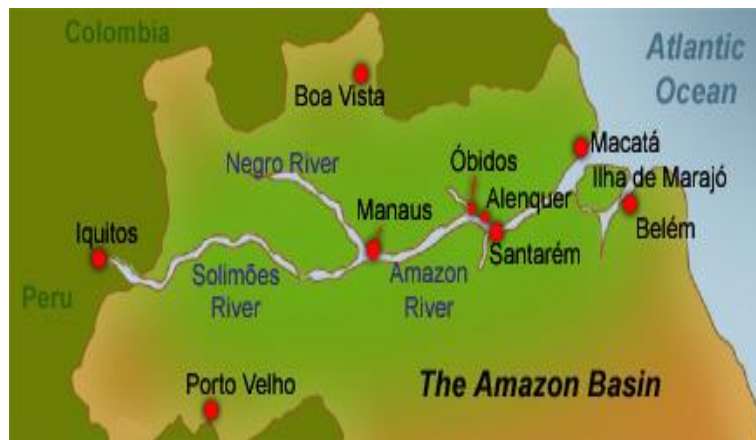 Colombia
Atlantic
Ocean
Boa Vista
Macatá
Negro River
Óbidos
Ilha de Marajó
Alenquer
Manaus
Belém
Iquitos
Santarém
Solimões
River
Amazon
River
Peru
Porto Velho
The Amazon Basin